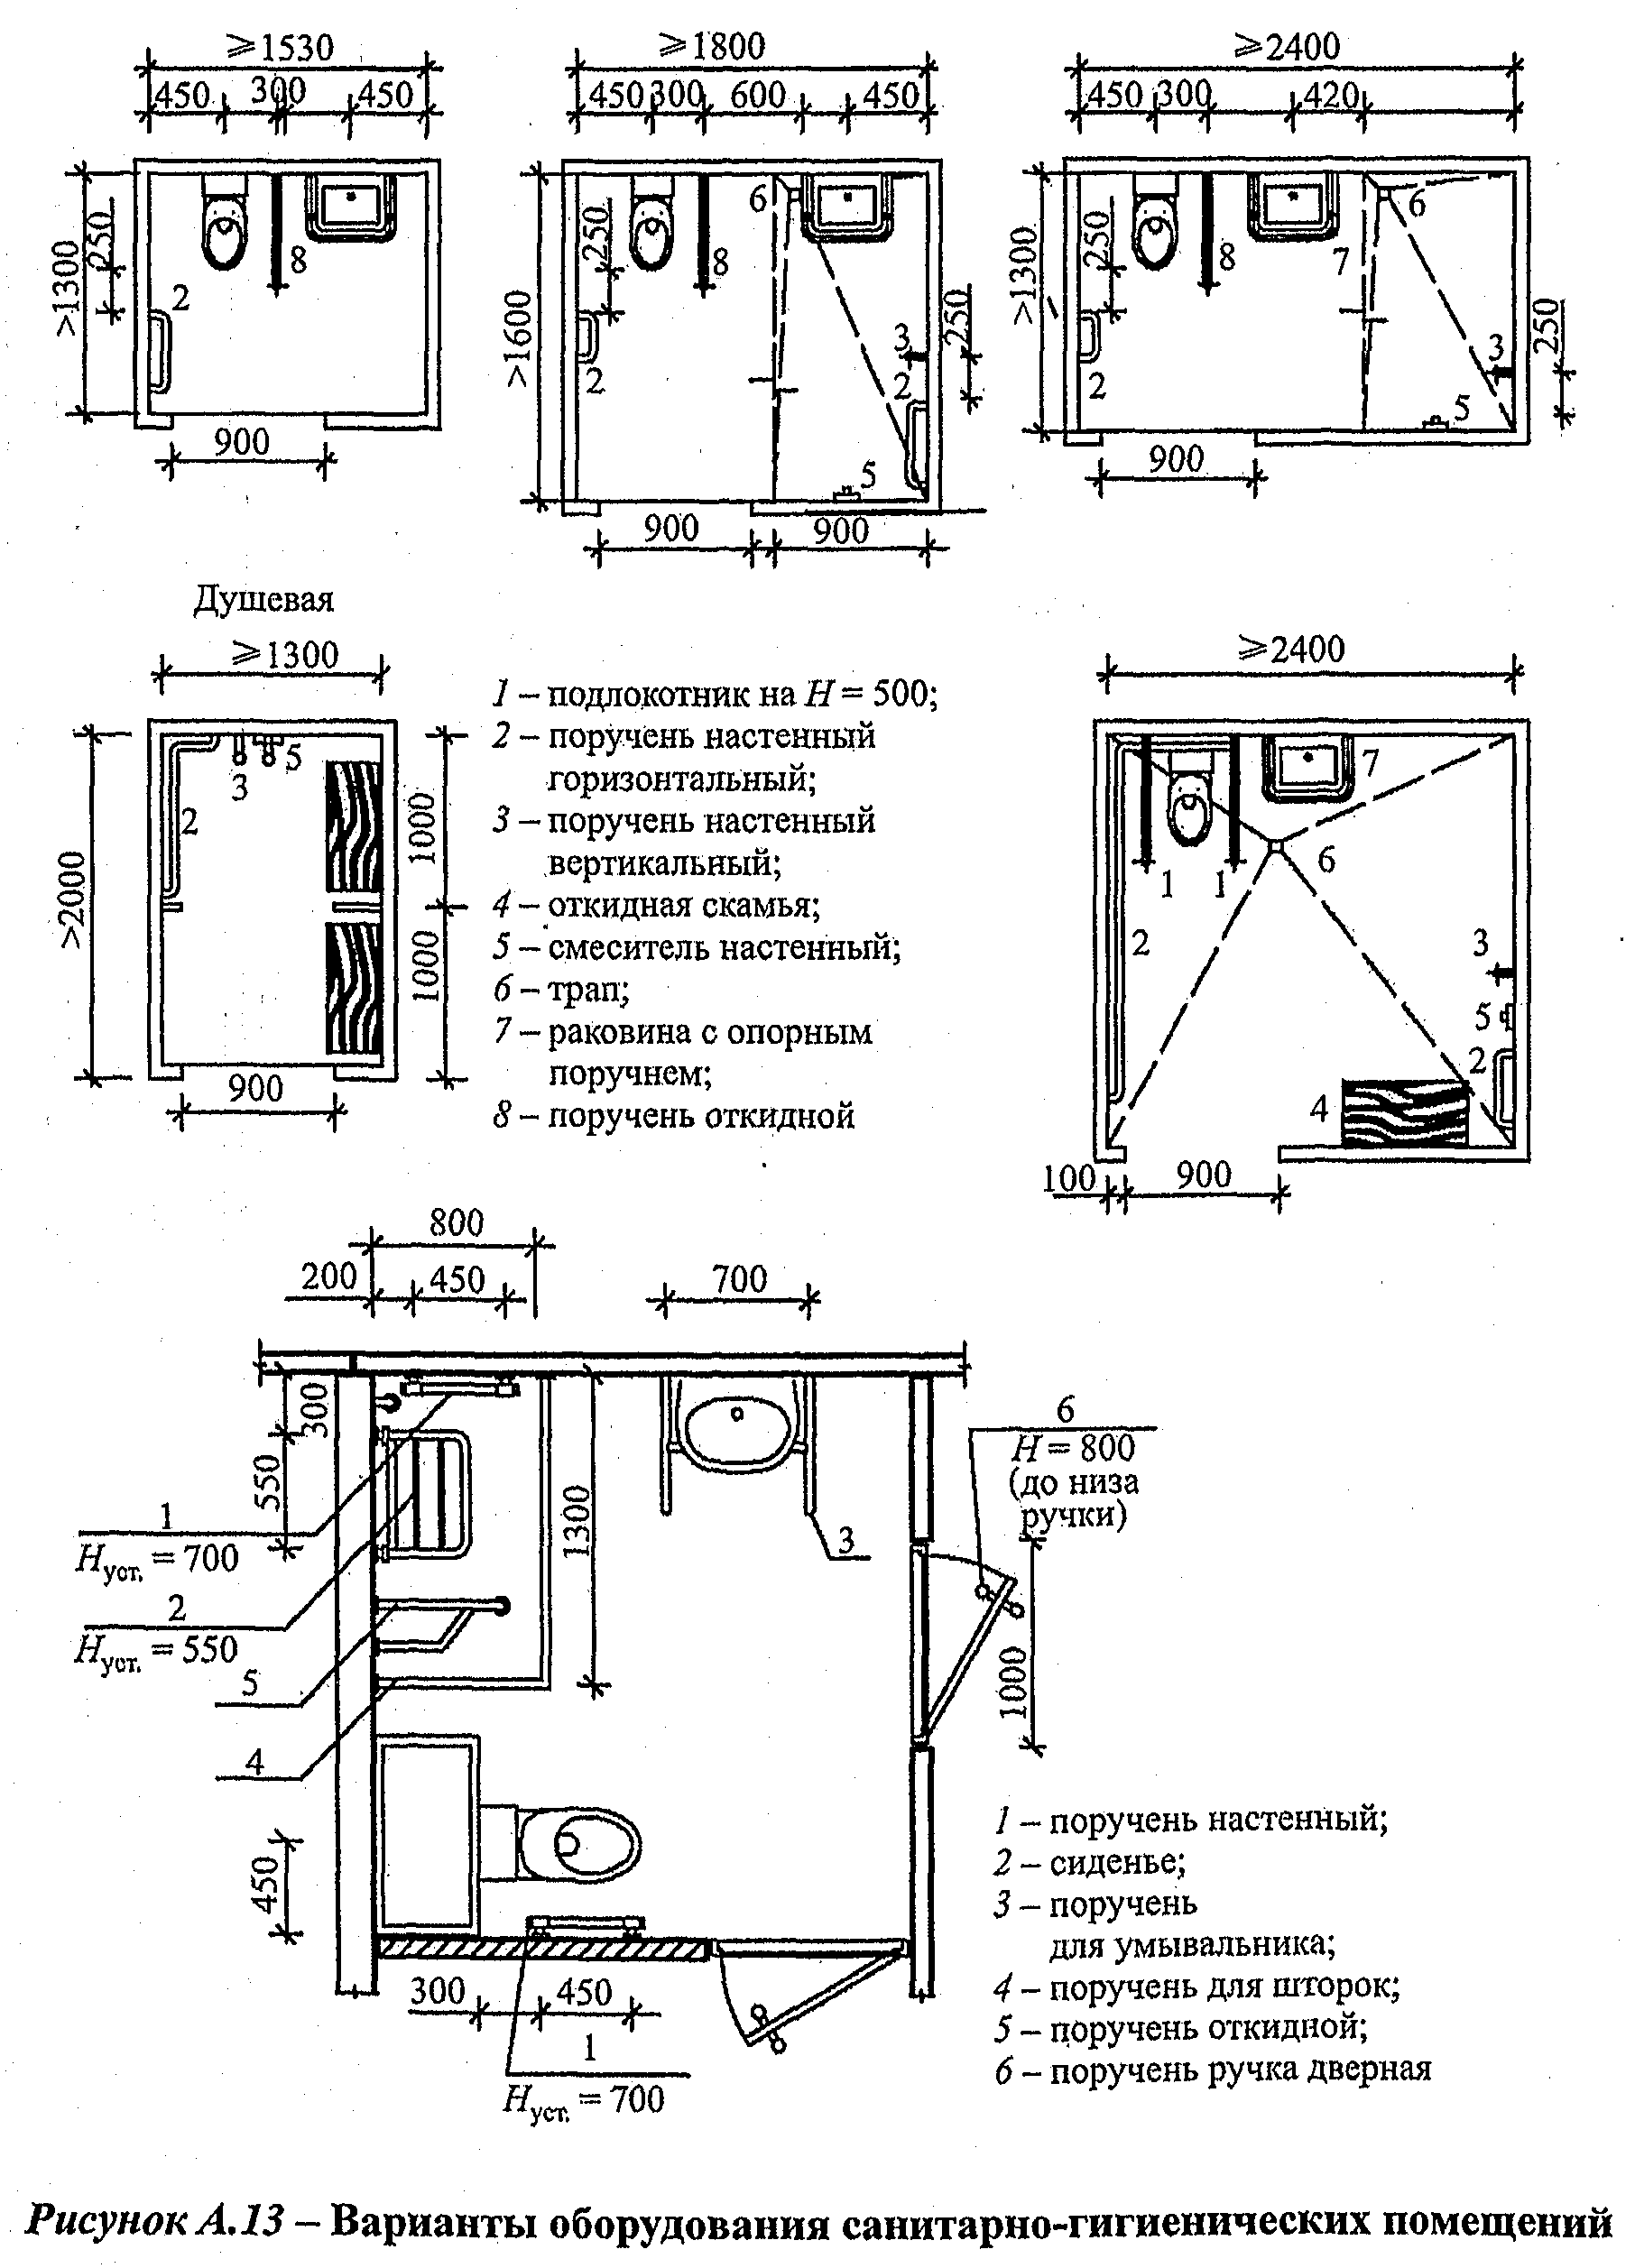 ⩾1530
450 300 450
>1300
250
2
8
900
⩾1800
450 300 600 450
>1600
250
6
8
2
3
250
2
5
900 900
⩾2400
450 300 420
>1300
250
6
8
7
2
3
250
5
900
Душевая
⩾1300
>2000
2
3
5
1000
1000
900
1 – подлокотник на H = 500;
2 – поручень настенный
горизонтальный;
3 – поручень настенный
вертикальный;
4 – откидная скамья;
5 – смеситель настенный;
6 – трап;
7 – раковина с опорным
поручнем;
8 – поручень откидной
⩾2400
7
6
1 1
2
3
5
2
4
100 900
800
200 450
700
300
550
1300
1
Hуст. = 700
2
Hуст. = 550
5
4
3
6
H = 800
(до низа
ручки)
1000
450
300 450
1
Hуст. = 700
1 – поручень настенный;
2 – сиденье;
3 – поручень
для умывальника;
4 – поручень для шторок;
5 – поручень откидной;
6 – поручень ручка дверная
Рисунок А.13 – Варианты оборудования санитарно-гигиенических помещений